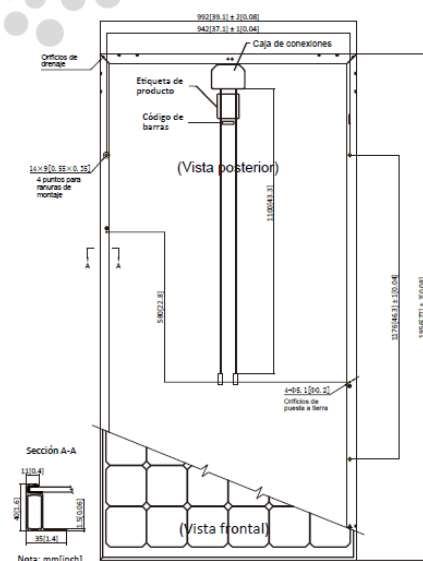 992[39.1] ± 2[0.08]
942[37.1] ± 1[0.04]
Orificios de
drenaje
Caja de conexiones
Etiqueta de
producto
Código de
barras
(Vista posterior)
14×9[0.55×0.35]
4 puntos para
ranuras de
montaje
1100[43.3]
A
A
580[22.8]
1176[46.3] ± 1[0.04]
4-Ø5.1[Ø0.2]
Orificios de
puesta a tierra
Sección A-A
11[0.4]
40[1.6]
1.5[0.06]
35[1.4]
(Vista frontal)
Nota: mm[inch]